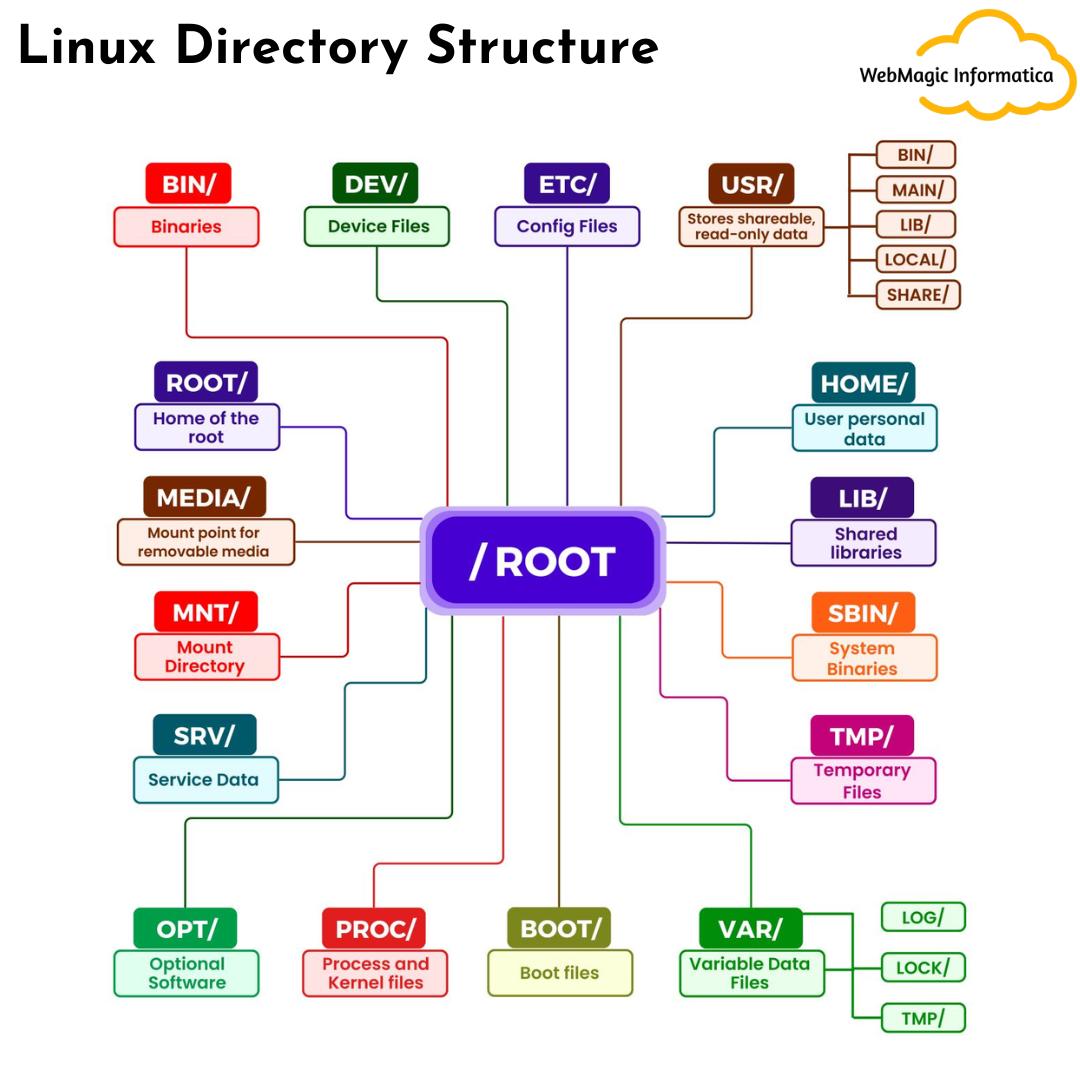 Linux Directory Structure
WebMagic Informatica
BIN/
Binaries
DEV/
Device Files
ETC/
Config Files
USR/
Stores shareable,
read-only data
BIN/
MAIN/
LIB/
LOCAL/
SHARE/
ROOT/
Home of the
root
HOME/
User personal
data
MEDIA/
Mount point for
removable media
LIB/
Shared
libraries
/ ROOT
MNT/
Mount
Directory
SBIN/
System
Binaries
SRV/
Service Data
TMP/
Temporary
Files
OPT/
Optional
Software
PROC/
Process and
Kernel files
BOOT/
Boot files
VAR/
Variable Data
Files
LOG/
LOCK/
TMP/